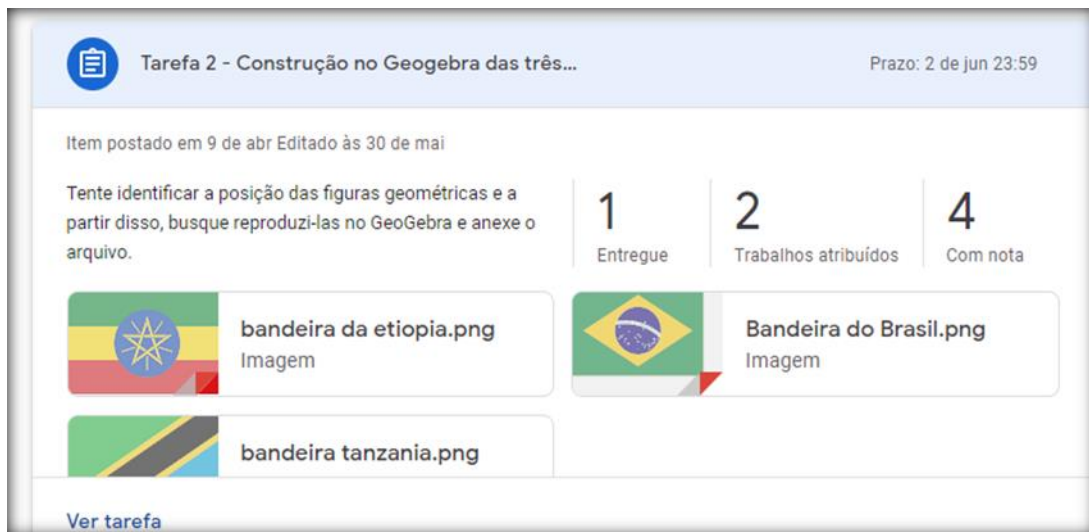 Tarefa 2 - Construção no Geogebra das três...
Prazo: 2 de jun 23:59
Item postado em 9 de abr Editado às 30 de mai
Tente identificar a posição das figuras geométricas e a
partir disso, busque reproduzi-las no GeoGebra e anexe o
arquivo.
1
Entregue
2
Trabalhos atribuídos
4
Com nota
bandeira da etiopia.png
Imagem
Bandeira do Brasil.png
Imagem
bandeira tanzania.png
Ver tarefa